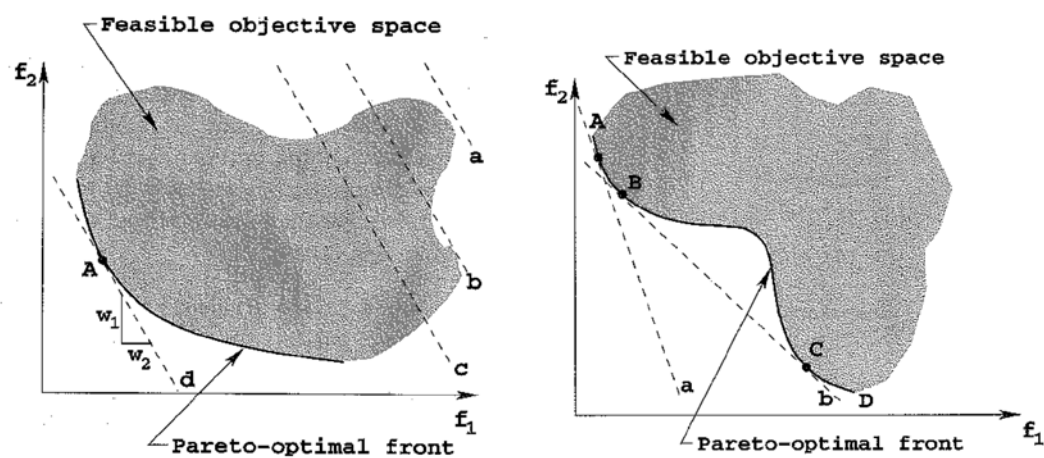 Feasible objective space
f2
a
b
A
w1
w2
c
d
f1
Pareto-optimal front
Feasible objective space
f2
A
B
C
a
b
D
f1
Pareto-optimal front